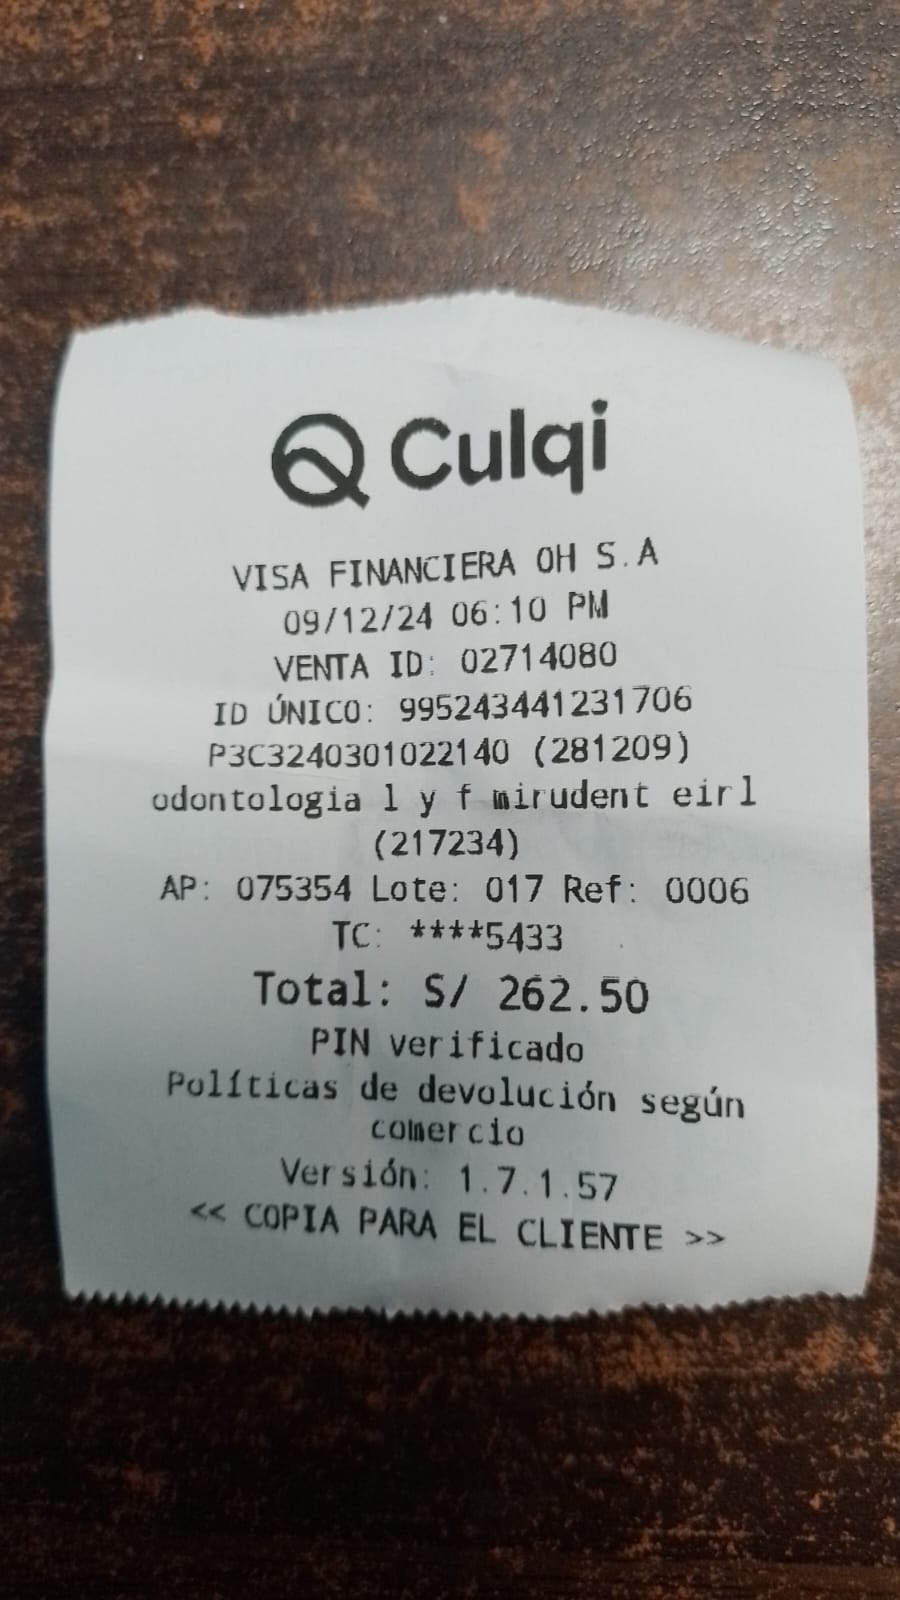 Culqi
VISA FINANCIERA OH S.A
09/12/24 06:10 PM
VENTA ID: 02714080
ID ÚNICO: 995243441231706
P3C3240301022140 (281209)
odontologia l y f mirudent eirl
(217234)
AP: 075354 Lote: 017 Ref: 0006
TC: ****5433
Total: S/ 262.50
PIN verificado
Políticas de devolución según
comercio
Versión: 1.7.1.57
<< COPIA PARA EL CLIENTE >>